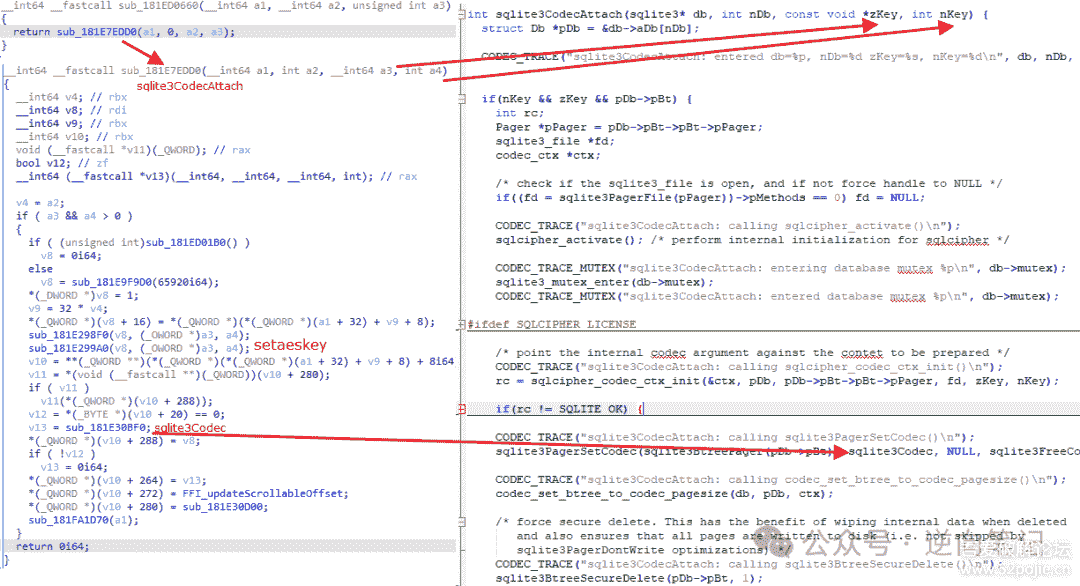 __int64 __fastcall sub_181ED0660(__int64 a1, __int64 a2, unsigned int a3)
{
return sub_181E7EDD0(a1, 0, a2, a3);
}
__int64 __fastcall sub_181E7EDD0(__int64 a1, int a2, __int64 a3, int a4)
sqlite3CodecAttach
{
__int64 v4; // rbx
__int64 v8; // rdi
__int64 v9; // rbx
__int64 v10; // rbx
void (__fastcall *v11)(_QWORD); // rax
bool v12; // zf
__int64 (__fastcall *v13)(__int64, __int64, __int64, int); // rax
v4 = a2;
if ( a3 && a4 > 0 )
{
if ( (unsigned int)sub_181ED01B0() )
v8 = 0i64;
else
v8 = sub_181E9F9D0(65920i64);
*(_DWORD *)v8 = 1;
v9 = 32 * v4;
*(_QWORD *)(v8 + 16) = *(_QWORD *)(*(_QWORD *)(a1 + 32) + v9 + 8);
sub_181E298F0(v8, (_QWORD *)a3, a4);
sub_181E299A0(v8, (_QWORD *)a3, a4);
setaeskey
v10 = **(_QWORD **)(*(_QWORD *)(*(_QWORD *)(a1 + 32) + v9 + 8) + 8i64
v11 = *(void (__fastcall **)(_QWORD))(v10 + 280);
if ( v11 )
v11(*(_QWORD *)(v10 + 288));
v12 = *(_BYTE *)(v10 + 20) == 0;
v13 = sub_181E30BF0;
sqlite3Codec
*(_QWORD *)(v10 + 288) = v8;
if ( !v12 )
v13 = 0i64;
*(_QWORD *)(v10 + 264) = v13;
*(_QWORD *)(v10 + 272) = FFI_updateScrollableOffset;
*(_QWORD *)(v10 + 280) = sub_181E30D00;
sub_181FA1D70(a1);
}
return 0i64;
}
int sqlite3CodecAttach(sqlite3* db, int nDb, const void *zKey, int nKey) {
struct Db *pDb = &db->aDb[nDb];
CODEC_TRACE("sqlite3CodecAttach: entered db=%p, nDb=%d zKey=%s, nKey=%d\n", db, nDb,
if(nKey && zKey && pDb->pBt) {
int rc;
Pager *pPager = pDb->pBt->pBt->pPager;
sqlite3_file *fd;
codec_ctx *ctx;
/* check if the sqlite3_file is open, and if not force handle to NULL */
if((fd = sqlite3PagerFile(pPager))->pMethods == 0) fd = NULL;
CODEC_TRACE("sqlite3CodecAttach: calling sqlcipher_activate()\n");
sqlcipher_activate(); /* perform internal initialization for sqlcipher */
CODEC_TRACE_MUTEX("sqlite3CodecAttach: entering database mutex %p\n", db->mutex);
sqlite3_mutex_enter(db->mutex);
CODEC_TRACE_MUTEX("sqlite3CodecAttach: entered database mutex %p\n", db->mutex);
#ifdef SQLCIPHER_LICENSE
/* point the internal codec argument against the contet to be prepared */
CODEC_TRACE("sqlite3CodecAttach: calling sqlcipher_codec_ctx_init()\n");
rc = sqlcipher_codec_ctx_init(&ctx, pDb, pDb->pBt->pBt->pPager, fd, zKey, nKey);
if(rc != SQLITE_OK) {
CODEC_TRACE("sqlite3CodecAttach: calling sqlite3PagerSetCodec()\n");
sqlite3PagerSetCodec(sqlite3BtreePager(pDb->pBt), sqlite3Codec, NULL, sqlite3FreeCo
CODEC_TRACE("sqlite3CodecAttach: calling codec_set_btree_to_codec_pagesize()\n");
codec_set_btree_to_codec_pagesize(db, pDb, ctx);
/* force secure delete. This has the benefit of wiping internal data when deleted
and also ensures that all pages are written to disk (i.e. not skipped by
sqlite3PagerDontWrite optimizations) */
CODEC_TRACE("sqlite3CodecAttach: calling sqlite3BtreeSecureDelete()\n");
sqlite3BtreeSecureDelete(pDb->pBt, 1);
公众号
www.52pojie.cn